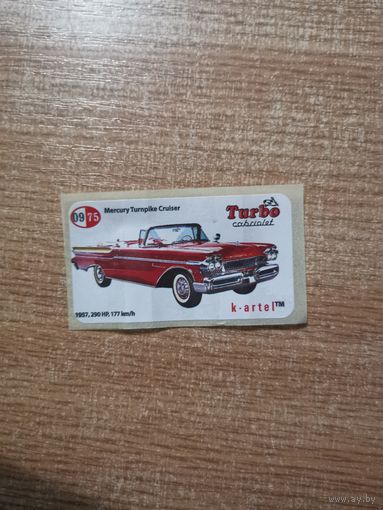 09 75 Mercury Turnpike Cruiser
Turbo
cabriolet
1957, 290 HP, 177 km/h
k-artel™
www.ay.by